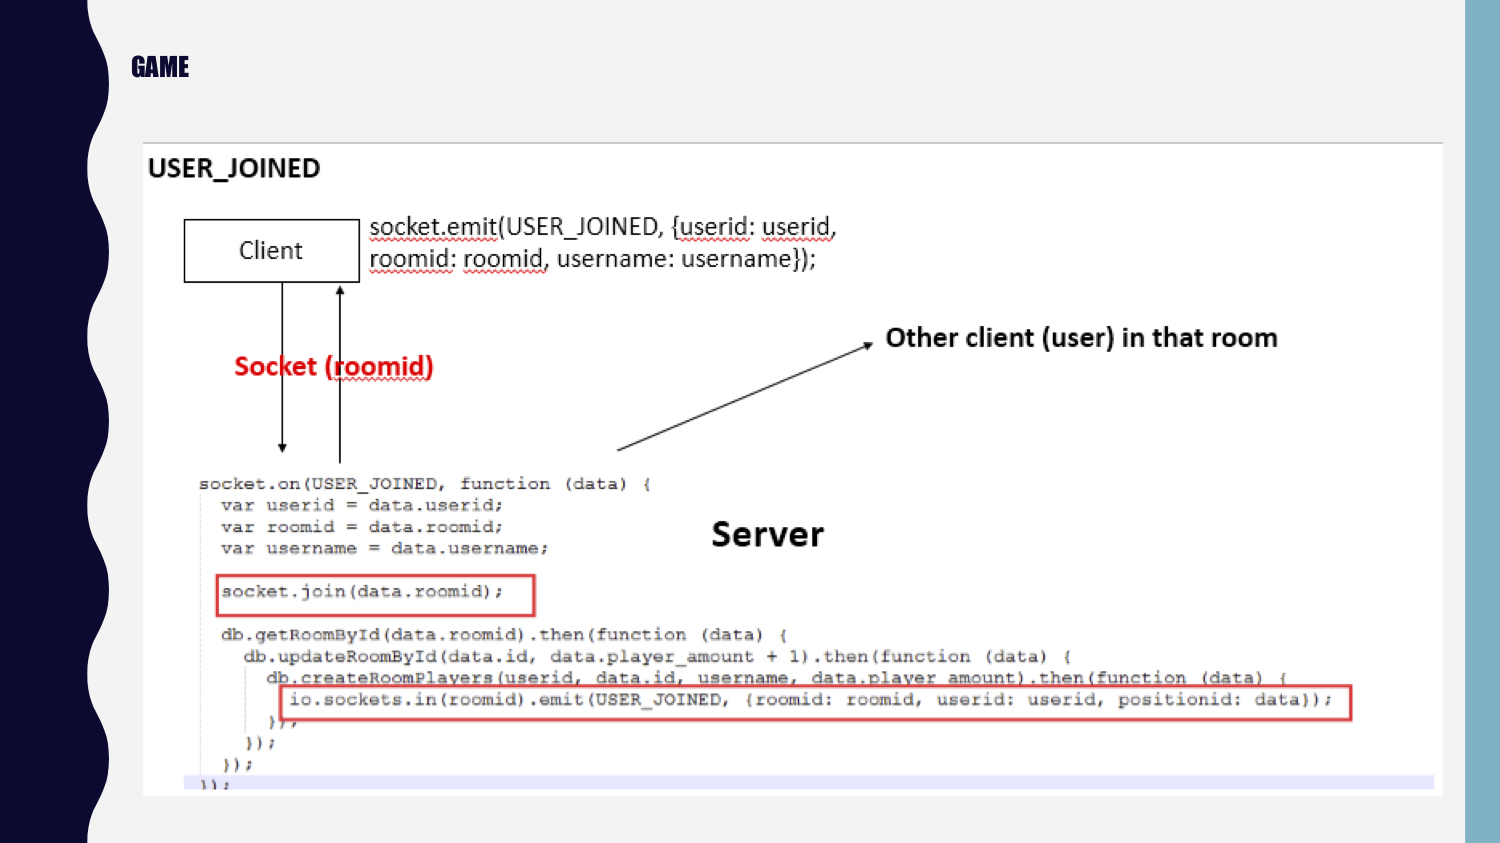 GAME
USER_JOINED
Client
socket.emit(USER_JOINED, {userid: userid,
roomid: roomid, username: username});
Other client (user) in that room
Socket (roomid)
socket.on(USER_JOINED, function (data) {
var userid = data.userid;
var roomid = data.roomid;
var username = data.username;
Server
socket.join(data.roomid);
db.getRoomById(data.roomid).then(function (data) {
db.updateRoomById(data.id, data.player_amount + 1).then(function (data) {
db.createRoomPlayers(userid, data.id, username, data.player_amount).then(function (data) {
io.sockets.in(roomid).emit(USER_JOINED, {roomid: roomid, userid: userid, positionid: data});
});
});
});
});